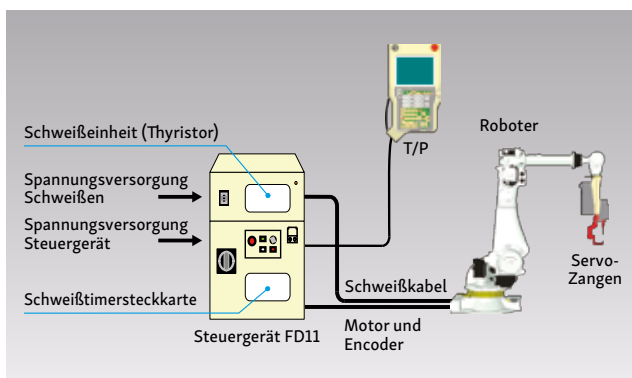 Schweißeinheit (Thyristor)
Spannungsversorgung
Schweißen
Spannungsversorgung
Steuergerät
Schweißtimersteckkarte
Steuergerät FD11
T/P
Roboter
Schweißkabel
Motor und
Encoder
Servo-
Zangen